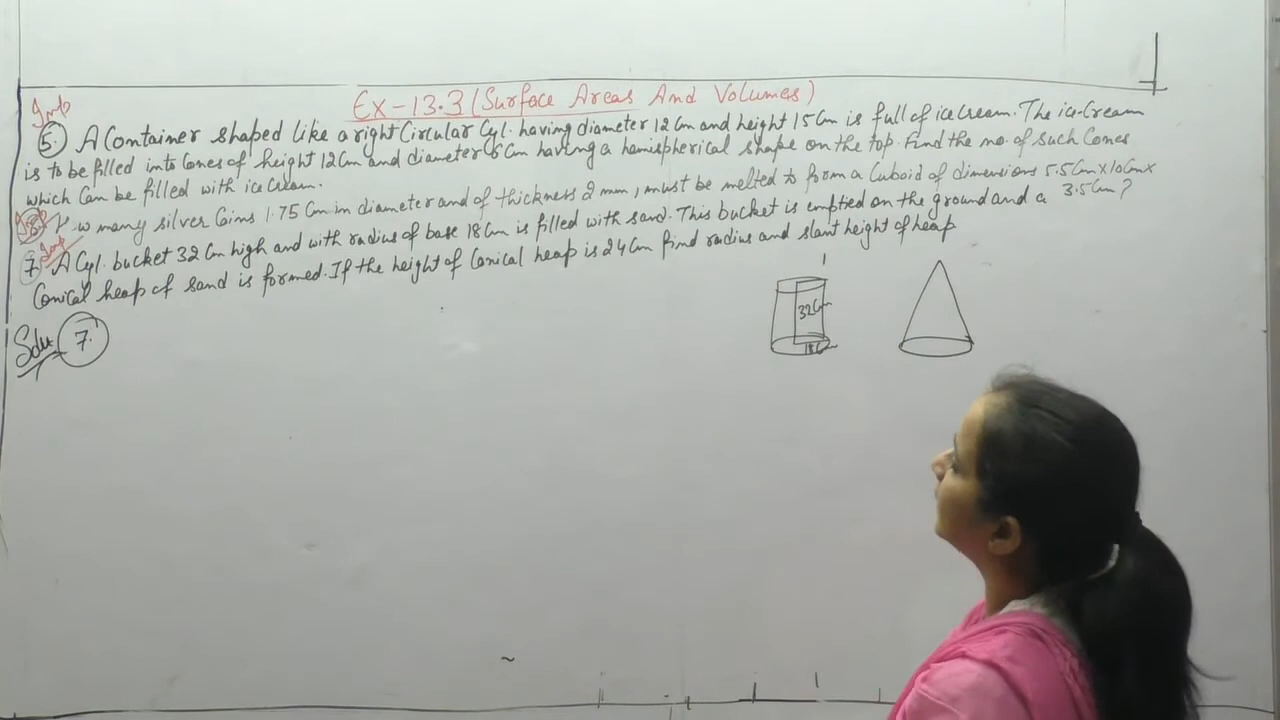 Imp
Ex-13.3 (Surface Areas And Volumes)
5. A Container shaped like a right Circular Cyl. having diameter 12 Cm and height 15 Cm is full of ice Cream. The ice-Cream
is to be filled into Cones of height 12 Cm and diameter 6 Cm having a hemispherical shape on the top. Find the no. of such Cones
which Can be filled with ice Cream.
w many silver Coins 1.75 Cm in diameter and of thickness 2 mm, must be melted to form a Cuboid of dimensions 5.5 Cm X 10 Cm X
3.5 Cm?
Imp
7. A Cyl. bucket 32 Cm high and with radius of base 18 Cm is filled with sand. This bucket is emptied on the ground and a
Conical heap of sand is formed. If the height of Conical heap is 24 Cm find radius and slant height of heap
Solu
7.
32 Cm
18 Cm